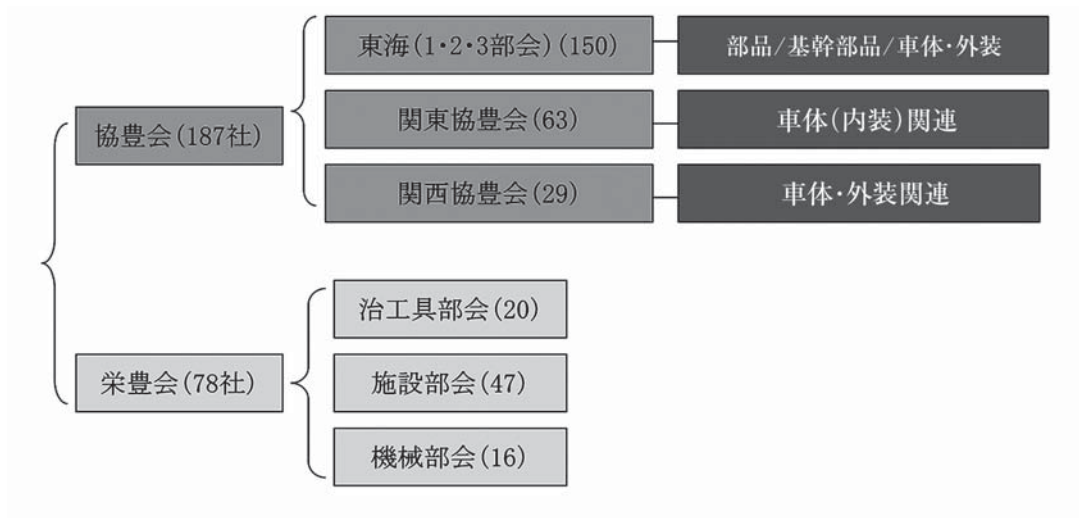 東海(1・2・3部会)(150)
部品/基幹部品/車体・外装
協豊会(187社)
関東協豊会(63)
車体(内装)関連
関西協豊会(29)
車体・外装関連
治工具部会(20)
栄豊会(78社)
施設部会(47)
機械部会(16)